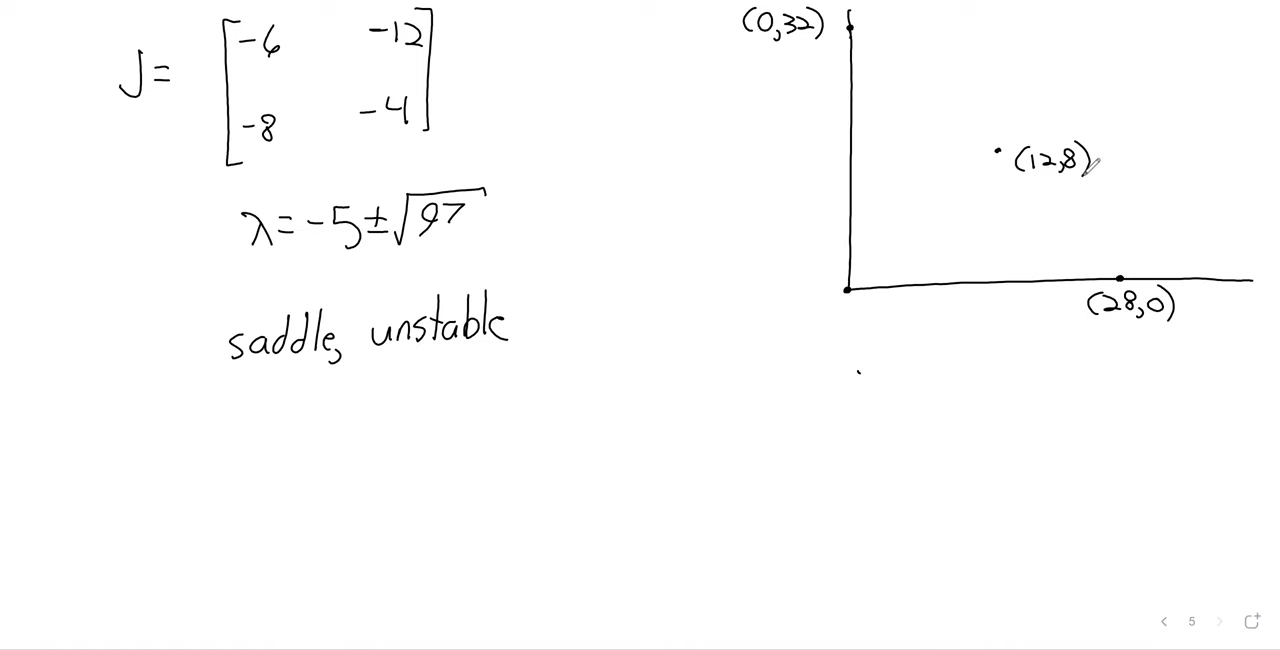 J = [ -6 -12
-8 -4 ]
λ = -5 ± √97
saddle, unstable
(0,32)
(12,8)
(28,0)
5